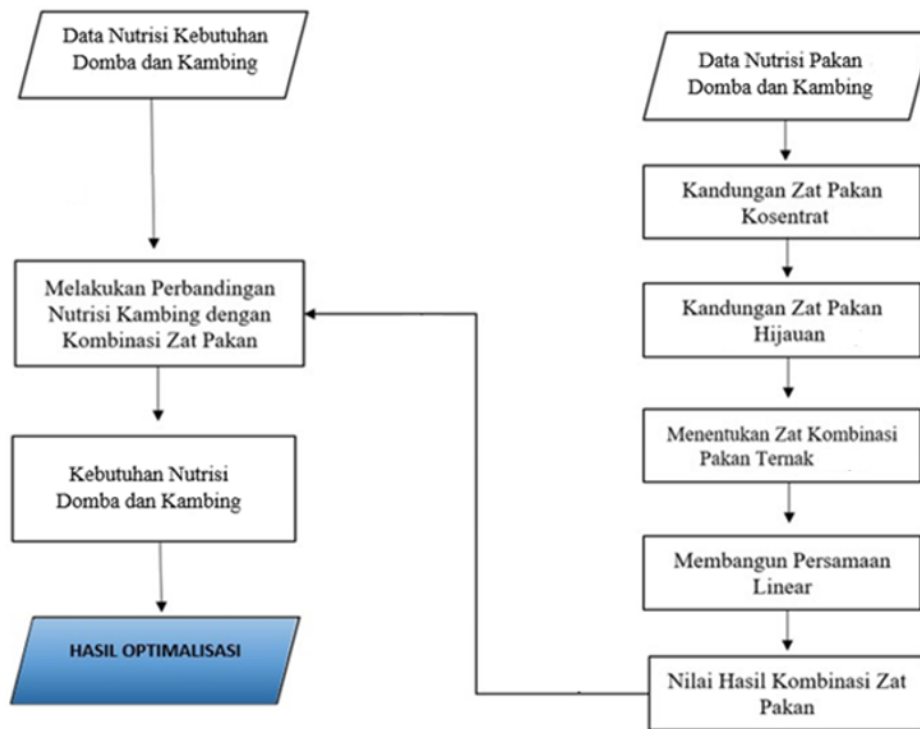 Data Nutrisi Kebutuhan
Domba dan Kambing
Melakukan Perbandingan
Nutrisi Kambing dengan
Kombinasi Zat Pakan
Kebutuhan Nutrisi
Domba dan Kambing
HASIL OPTIMALISASI
Data Nutrisi Pakan
Domba dan Kambing
Kandungan Zat Pakan
Kosentrat
Kandungan Zat Pakan
Hijauan
Menentukan Zat Kombinasi
Pakan Ternak
Membangun Persamaan
Linear
Nilai Hasil Kombinasi Zat
Pakan